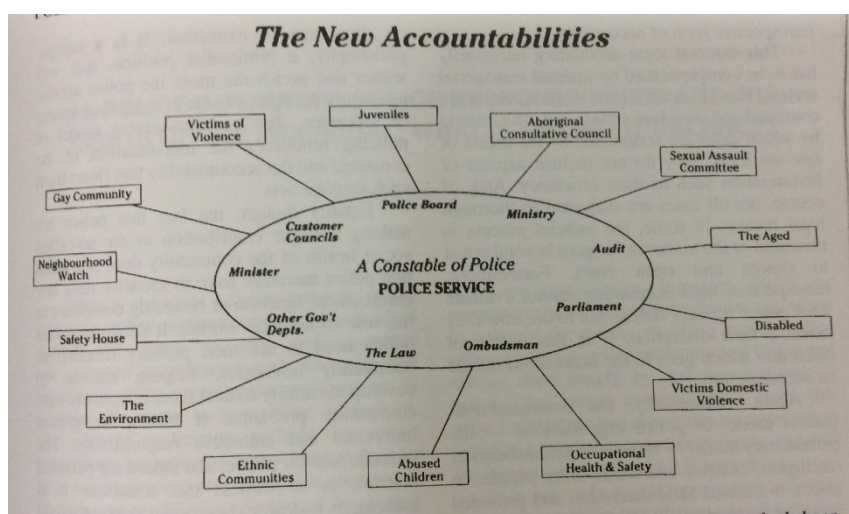 The New Accountabilities
Victims of
Violence
Juveniles
Aboriginal
Consultative Council
Sexual Assault
Committee
Gay Community
The Aged
Neighbourhood
Watch
Disabled
Safety House
Victims Domestic
Violence
The
Environment
Ethnic
Communities
Abused
Children
Occupational
Health & Safety
Police Board
Customer
Councils
Ministry
Minister
Audit
A Constable of Police
POLICE SERVICE
Parliament
Other Gov't
Depts.
The Law
Ombudsman